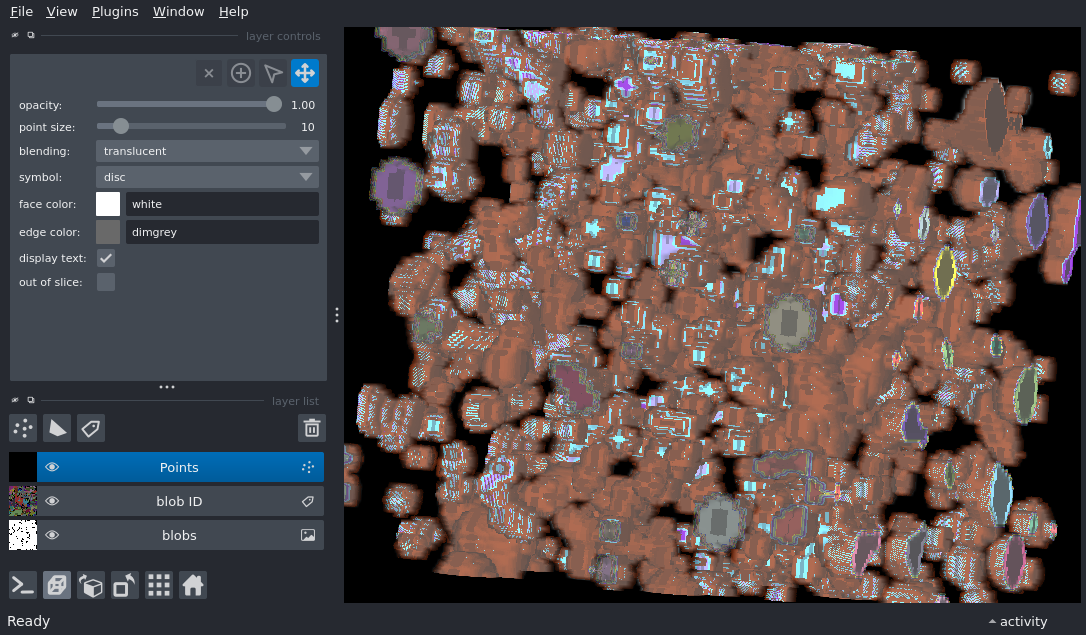 File View Plugins Window Help
layer controls
opacity: 1.00
point size: 10
blending: translucent
symbol: disc
face color: white
edge color: dimgrey
display text:
out of slice:
layer list
Points
blob ID
blobs
Ready
activity